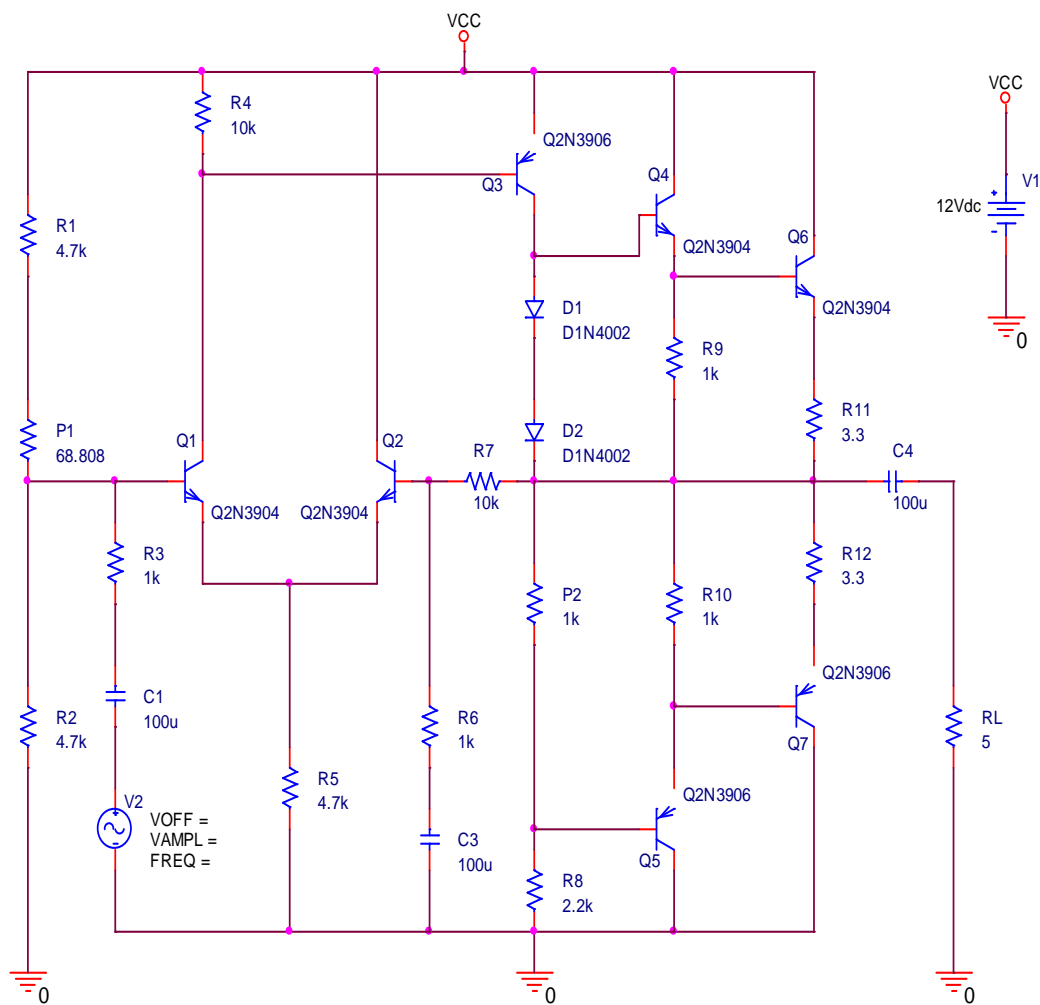 VCC
R4
10k
Q2N3906
Q3
Q4
Q2N3904
Q6
Q2N3904
VCC
V1
12Vdc
+
-
0
R1
4.7k
D1
D1N4002
R9
1k
R11
3.3
P1
68.808
Q1
Q2
R7
10k
D2
D1N4002
C4
100u
Q2N3904
Q2N3904
R3
1k
P2
1k
R10
1k
R12
3.3
Q2N3906
Q7
C1
100u
R2
4.7k
R6
1k
RL
5
R5
4.7k
V2
+
-
VOFF =
VAMPL =
FREQ =
C3
100u
Q2N3906
Q5
R8
2.2k
0
0
0